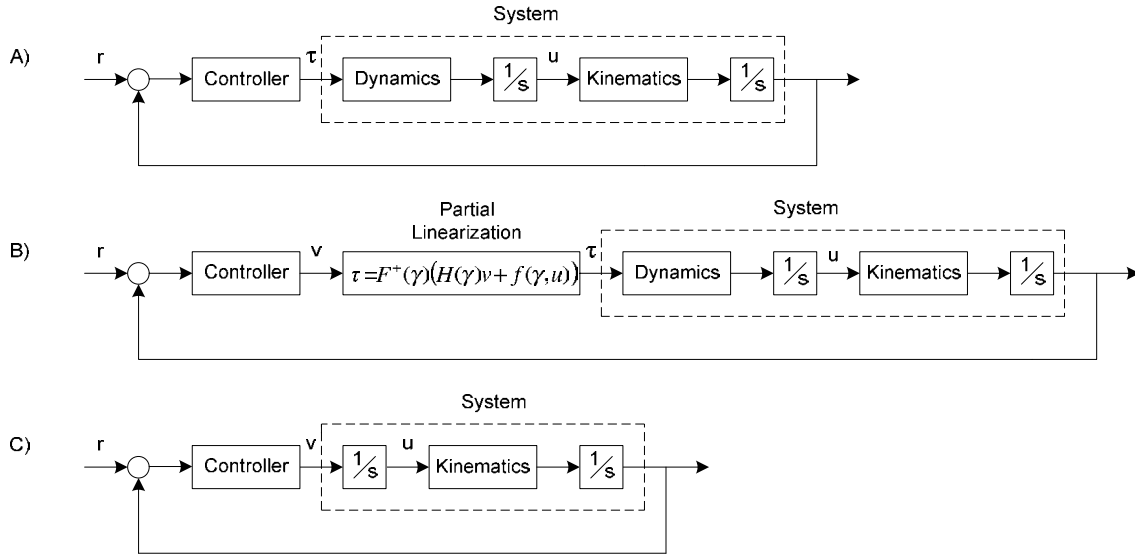 System
A)
r
Controller
τ
Dynamics
1/s
u
Kinematics
1/s
Partial
Linearization
System
B)
r
Controller
v
τ=F⁺(γ)(H(γ)v+f(γ,u))
τ
Dynamics
1/s
u
Kinematics
1/s
System
C)
r
Controller
v
1/s
u
Kinematics
1/s